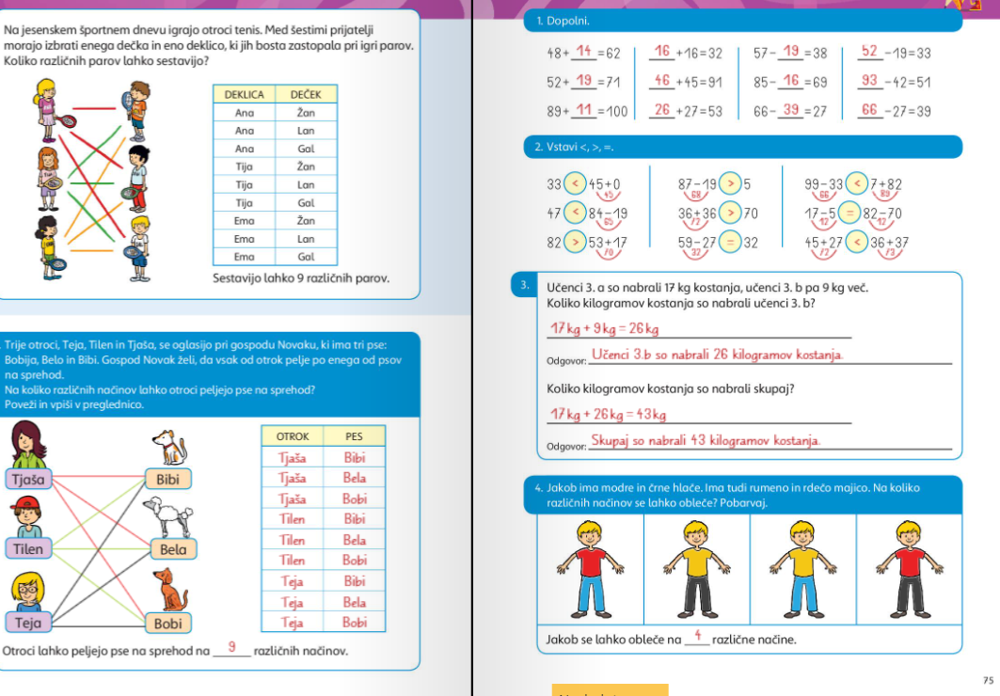 Na jesenskem športnem dnevu igrajo otroci tenis. Med šestimi prijatelji
morajo izbrati enega dečka in eno deklico, ki jih bosta zastopala pri igri parov.
Koliko različnih parov lahko sestavijo?
DEKLICA DEČEK
Ana Žan
Ana Lan
Ana Gal
Tija Žan
Tija Lan
Tija Gal
Ema Žan
Ema Lan
Ema Gal
Sestavijo lahko 9 različnih parov.
Trije otroci, Teja, Tilen in Tjaša, se oglasijo pri gospodu Novaku, ki ima tri pse:
Bobija, Belo in Bibi. Gospod Novak želi, da vsak od otrok pelje po enega od psov
na sprehod.
Na koliko različnih načinov lahko otroci peljejo pse na sprehod?
Poveži in vpiši v preglednico.
Tjaša Bibi
Tilen Bela
Teja Bobi
OTROK PES
Tjaša Bibi
Tjaša Bela
Tjaša Bobi
Tilen Bibi
Tilen Bela
Tilen Bobi
Teja Bibi
Teja Bela
Teja Bobi
Otroci lahko peljejo pse na sprehod na 9 različnih načinov.
1. Dopolni.
48+14=62 16+16=32 57-19=38 52-19=33
52+19=71 46+45=91 85-16=69 93-42=51
89+11=100 26+27=53 66-39=27 66-27=39
2. Vstavi <, >, =.
33 < 45+0 87-19 > 5 99-33 < 7+82
45 68 66 89
47 < 84-19 36+36 > 70 17-5 = 82-70
65 72 12 12
82 > 53+17 59-27 = 32 45+27 < 36+37
70 32 72 73
3.
Učenci 3. a so nabrali 17 kg kostanja, učenci 3. b pa 9 kg več.
Koliko kilogramov kostanja so nabrali učenci 3. b?
17 kg + 9 kg = 26 kg
Odgovor: Učenci 3.b so nabrali 26 kilogramov kostanja.
Koliko kilogramov kostanja so nabrali skupaj?
17 kg + 26 kg = 43 kg
Odgovor: Skupaj so nabrali 43 kilogramov kostanja.
4. Jakob ima modre in črne hlače. Ima tudi rumeno in rdečo majico. Na koliko
različnih načinov se lahko obleče? Pobarvaj.
Jakob se lahko obleče na 4 različne načine.
75